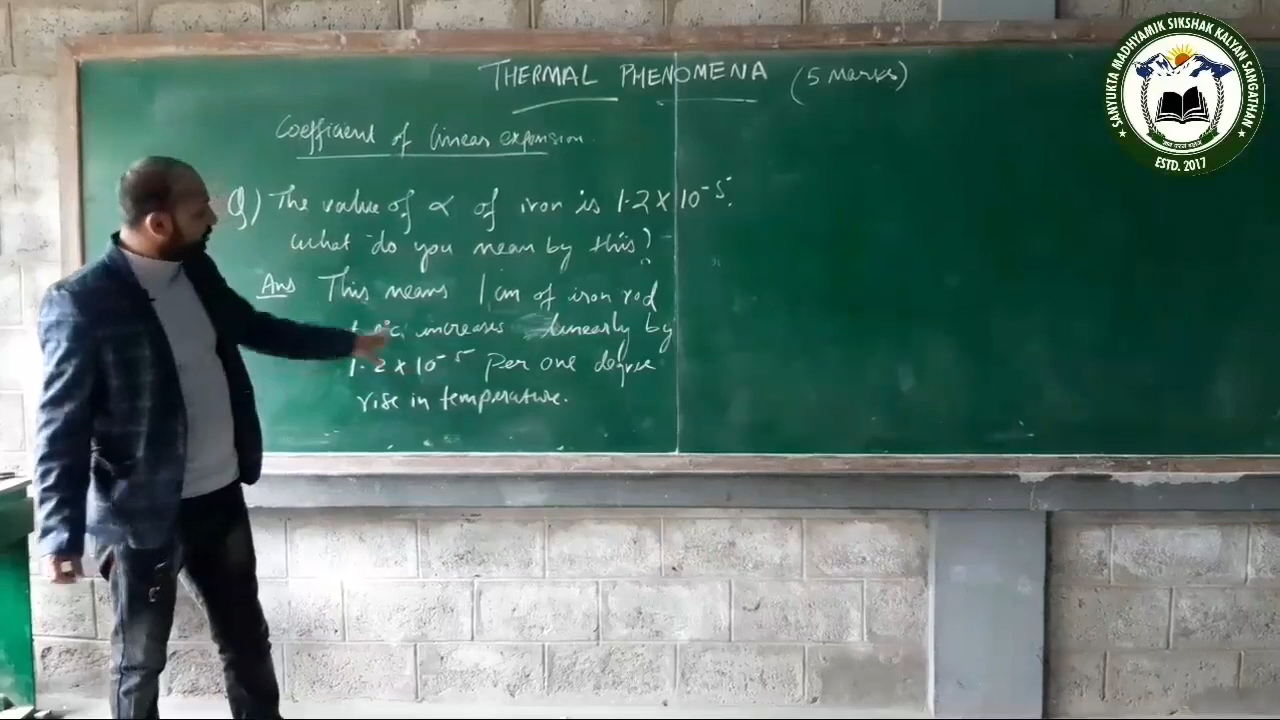 THERMAL PHENOMENA (5 Marks)
Coefficient of linear expansion.
Q) The value of α of iron is 1.2 X 10⁻⁵.
What do you mean by this?
Ans This means 1 cm of iron rod
increases linearly by
1.2 x 10⁻⁵ per one degree
rise in temperature.
SANYUKTA MADHYAMIK SIKSHAK KALYAN SANGATHAN
ESTD. 2017